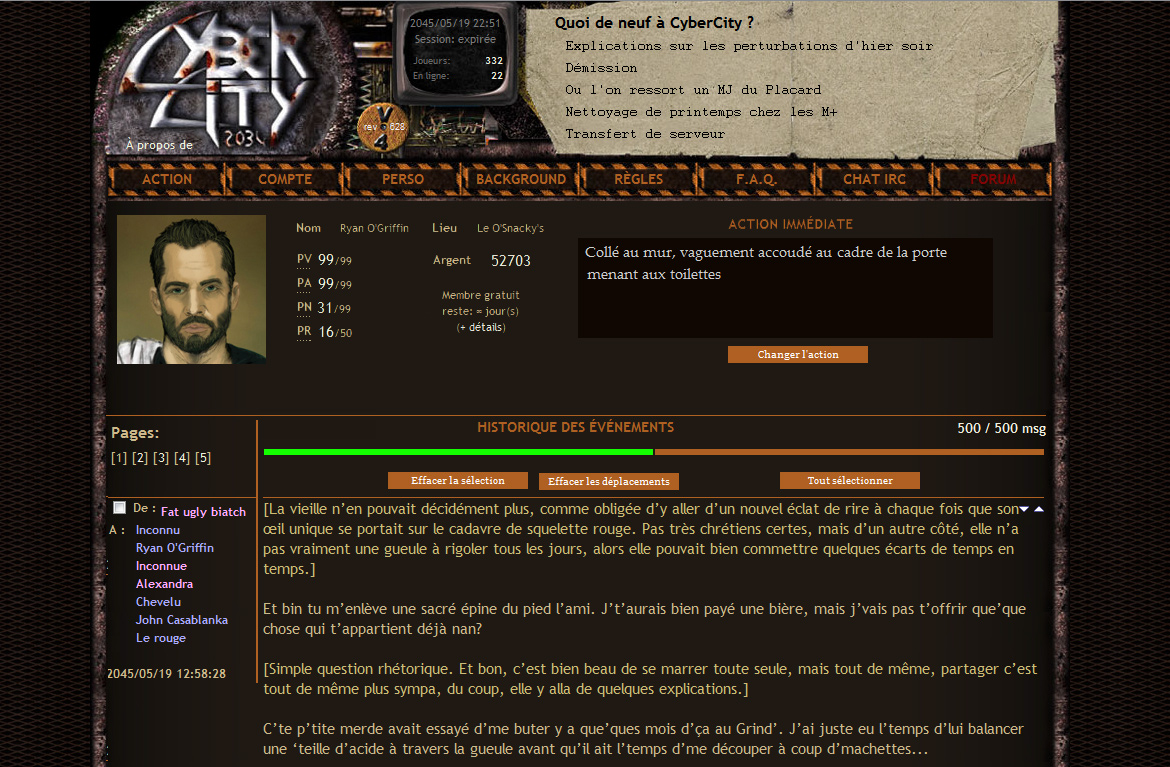 CYBER
CITY
2034
A propos de
rev 628
V
4
2045/05/19 22:51
Session: expirée
Joueurs: 332
En ligne: 22
Quoi de neuf à CyberCity ?
Explications sur les perturbations d'hier soir
Démission
Ou l'on ressort un MJ du Placard
Nettoyage de printemps chez les M+
Transfert de serveur
ACTION COMPTE PERSO BACKGROUND RÈGLES F.A.Q. CHAT IRC FORUM
Nom Ryan O'Griffin
PV 99/99
PA 99/99
PN 31/99
PR 16/50
Lieu Le O'Snacky's
Argent 52703
Membre gratuit
reste: ∞ jour(s)
(+ détails)
ACTION IMMÉDIATE
Collé au mur, vaguement accoudé au cadre de la porte
menant aux toilettes
Changer l'action
Pages:
[1] [2] [3] [4] [5]
HISTORIQUE DES ÉVÉNEMENTS
500 / 500 msg
Effacer la sélection Effacer les déplacements Tout sélectionner
De : Fat ugly biatch
A : Inconnu
Ryan O'Griffin
Inconnue
Alexandra
Chevelu
John Casablanka
Le rouge
2045/05/19 12:58:28
[La vieille n’en pouvait décidément plus, comme obligée d’y aller d’un nouvel éclat de rire à chaque fois que son
œil unique se portait sur le cadavre de squelette rouge. Pas très chrétiens certes, mais d’un autre côté, elle n’a
pas vraiment une gueule à rigoler tous les jours, alors elle pouvait bien commettre quelques écarts de temps en
temps.]
Et bin tu m’enlève une sacré épine du pied l’ami. J’t’aurais bien payé une bière, mais j’vais pas t’offrir que’que
chose qui t’appartient déjà nan?
[Simple question rhétorique. Et bon, c’est bien beau de se marrer toute seule, mais tout de même, partager c’est
tout de même plus sympa, du coup, elle y alla de quelques explications.]
C’te p’tite merde avait essayé d’me buter y a que’ques mois d’ça au Grind’. J’ai juste eu l’temps d’lui balancer
une ‘teille d’acide à travers la gueule avant qu’il ait l’temps d’me découper à coup d’machettes...